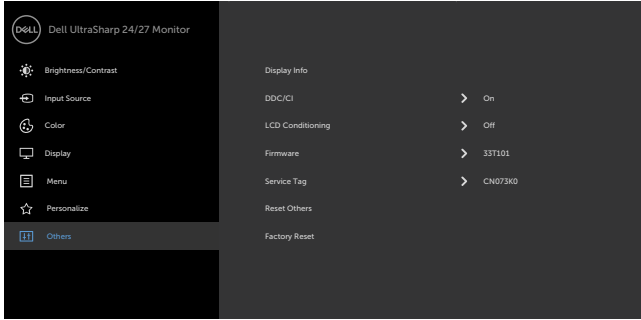 DELL
Dell UltraSharp 24/27 Monitor
Brightness/Contrast
Input Source
Color
Display
Menu
Personalize
Others
Display Info
DDC/CI On
LCD Conditioning Off
Firmware 33T101
Service Tag CN073K0
Reset Others
Factory Reset